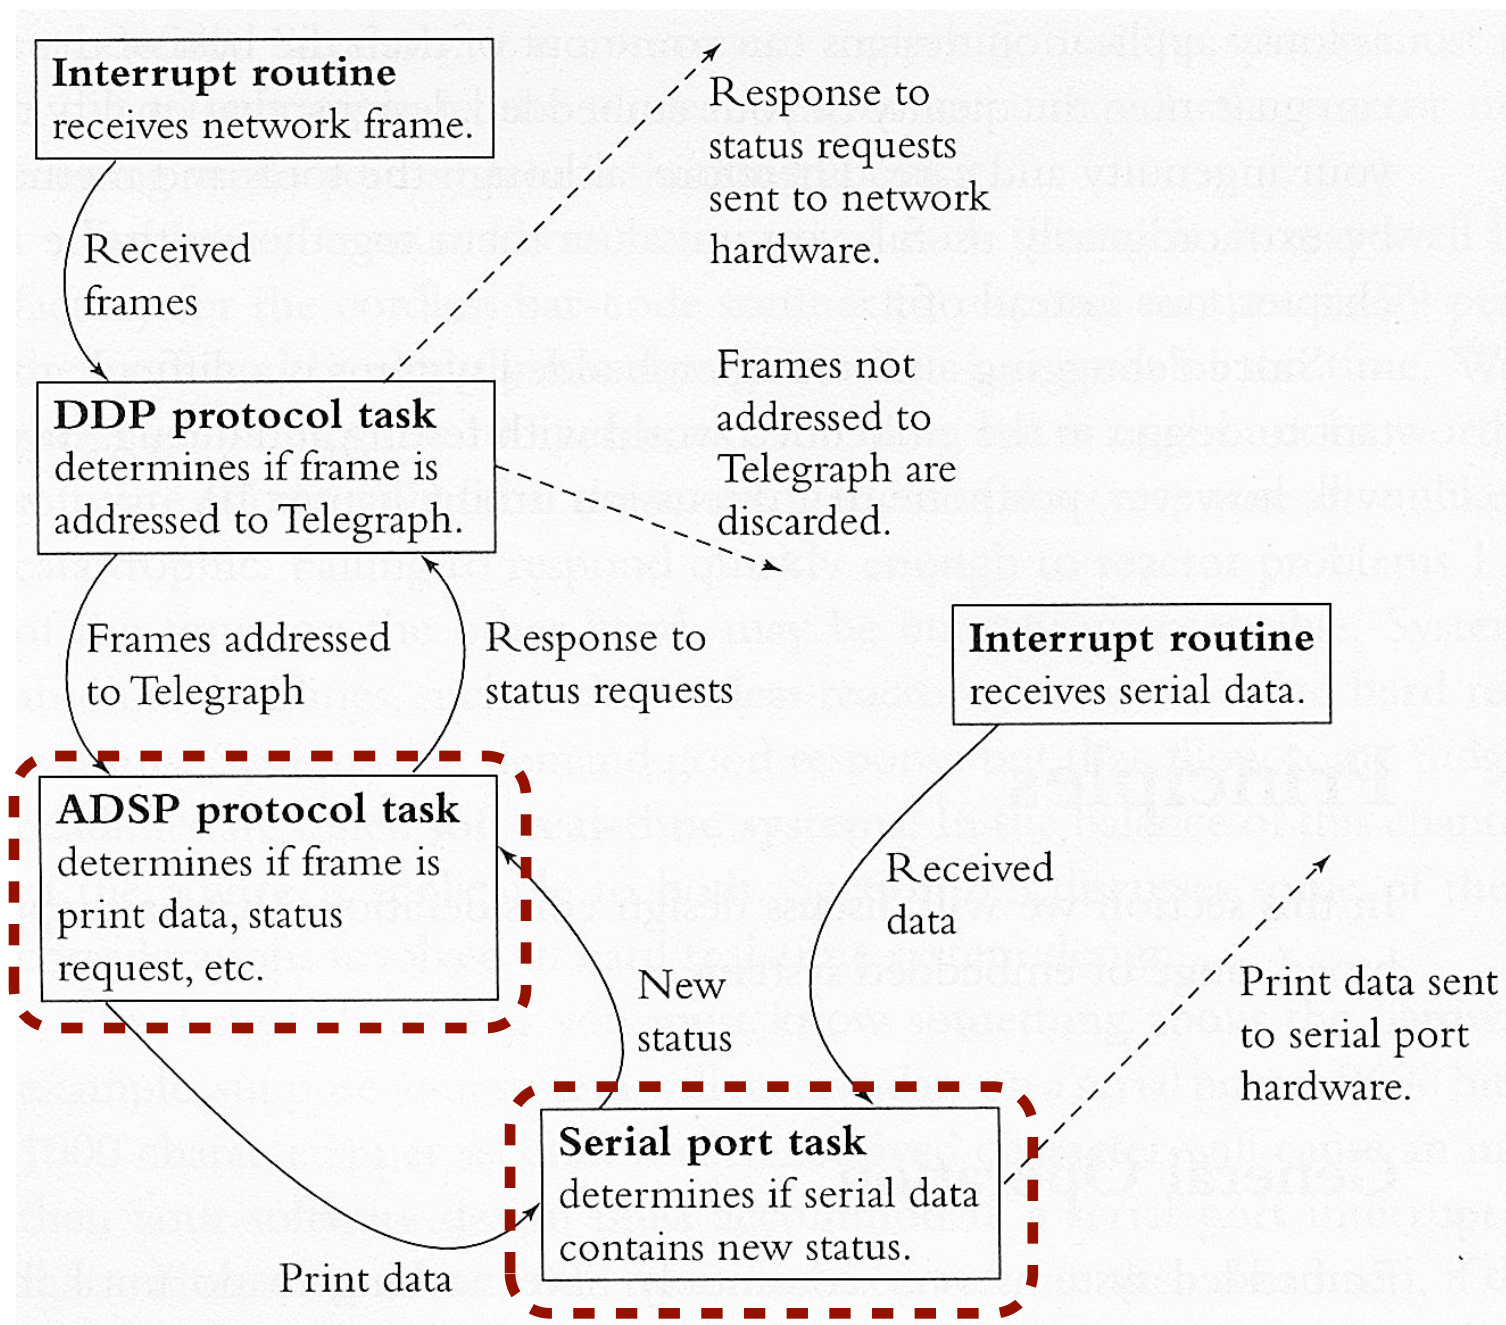 Interrupt routine
receives network frame.
Response to
status requests
sent to network
hardware.
Received
frames
Frames not
addressed to
Telegraph are
discarded.
DDP protocol task
determines if frame is
addressed to Telegraph.
Frames addressed
to Telegraph
Response to
status requests
Interrupt routine
receives serial data.
ADSP protocol task
determines if frame is
print data, status
request, etc.
Received
data
New
status
Print data sent
to serial port
hardware.
Serial port task
determines if serial data
contains new status.
Print data